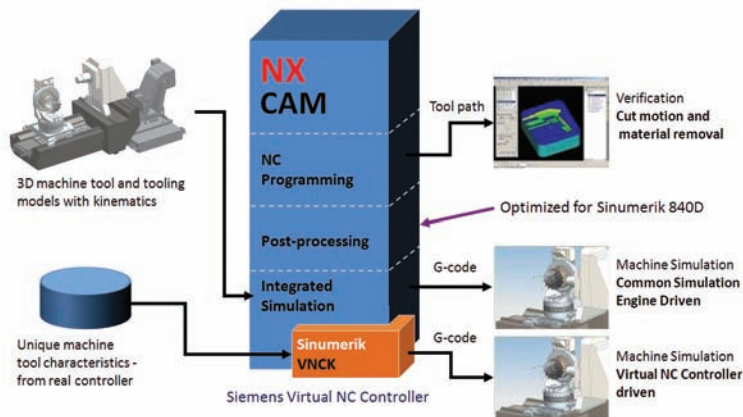 NX
CAM
NC
Programming
Post-processing
Integrated
Simulation
Sinumerik
VNCK
Siemens Virtual NC Controller
3D machine tool and tooling
models with kinematics
Unique machine
tool characteristics -
from real controller
Tool path
Verification
Cut motion and
material removal
Optimized for Sinumerik 840D
G-code
Machine Simulation
Common Simulation
Engine Driven
G-code
Machine Simulation
Virtual NC Controller
driven